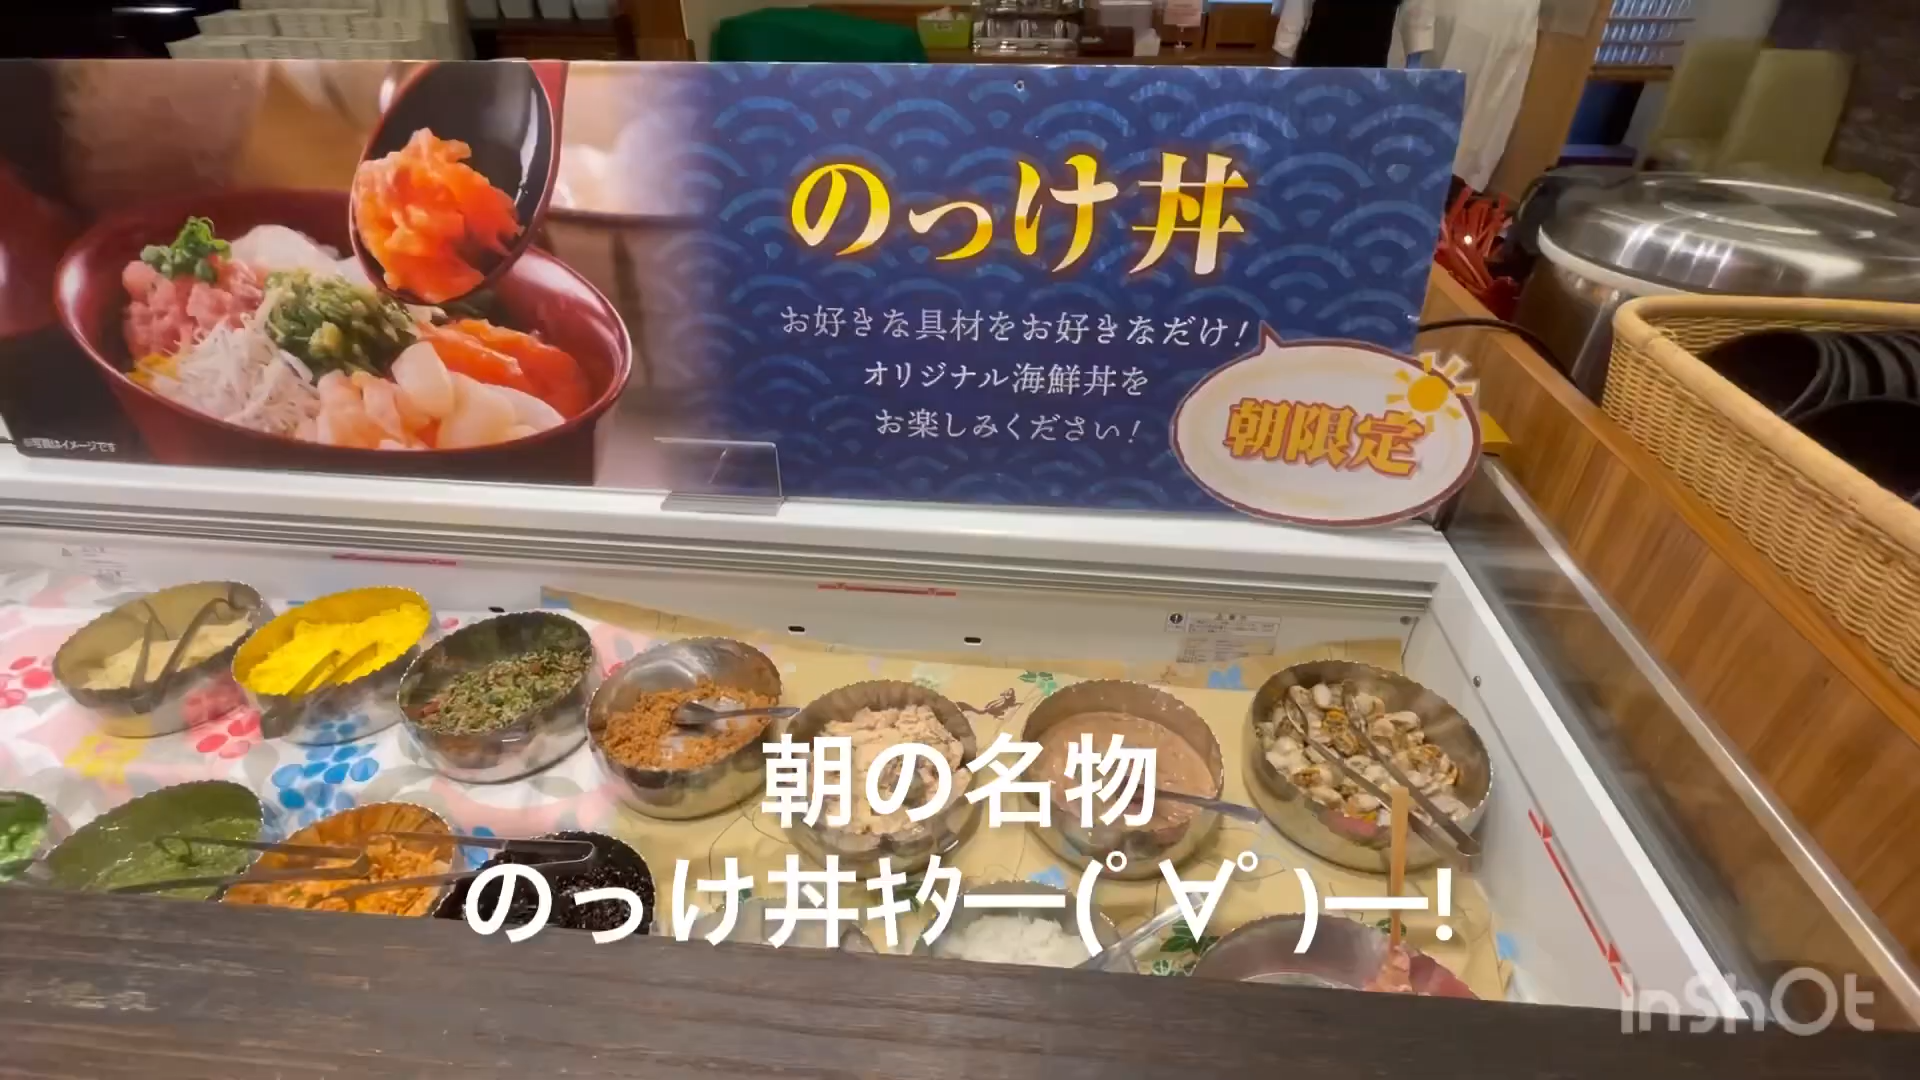 のっけ丼
お好きな具材をお好きなだけ!
オリジナル海鮮丼を
お楽しみください!
朝限定
※写真はイメージです
朝の名物
のっけ丼ｷﾀ━(ﾟ∀ﾟ)━!
InShOt